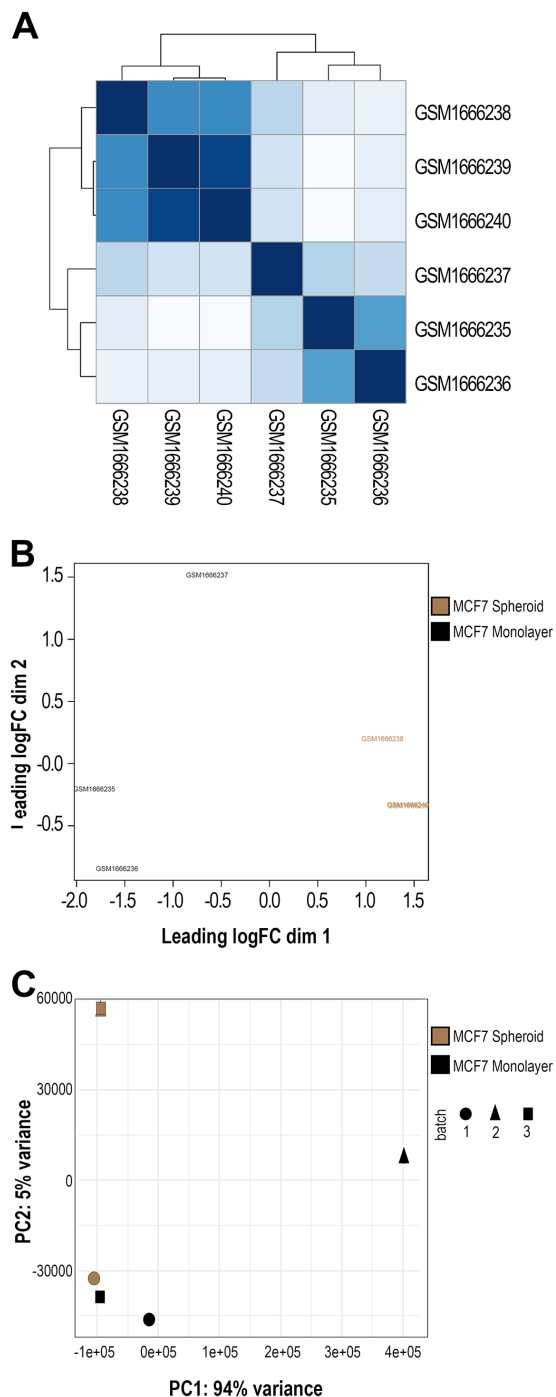 A
GSM1666238
GSM1666239
GSM1666240
GSM1666237
GSM1666235
GSM1666236
GSM1666238
GSM1666239
GSM1666240
GSM1666237
GSM1666235
GSM1666236
B
1.5
1.0
0.5
-0.0
-0.5
Leading logFC dim 2
GSM1666237
GSM1666238
GSM1666235
GSM1666236
-2.0 -1.5 -1.0 -0.5 0.0 0.5 1.0 1.5
Leading logFC dim 1
MCF7 Spheroid
MCF7 Monolayer
C
60000
30000
0
-30000
PC2: 5% variance
-1e+05 0e+05 1e+05 2e+05 3e+05 4e+05
PC1: 94% variance
MCF7 Spheroid
MCF7 Monolayer
batch
1 2 3